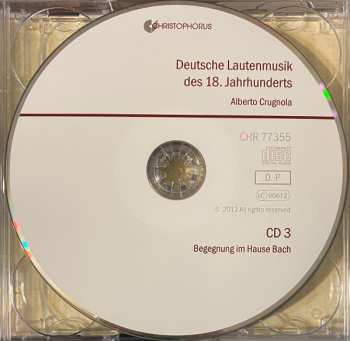 CHRISTOPHORUS
Deutsche Lautenmusik
des 18. Jahrhunderts
Alberto Crugnola
CHR 77355
D P
LC 00612
℗ 2012 All rights reserved
CD 3
Begegnung im Hause Bach